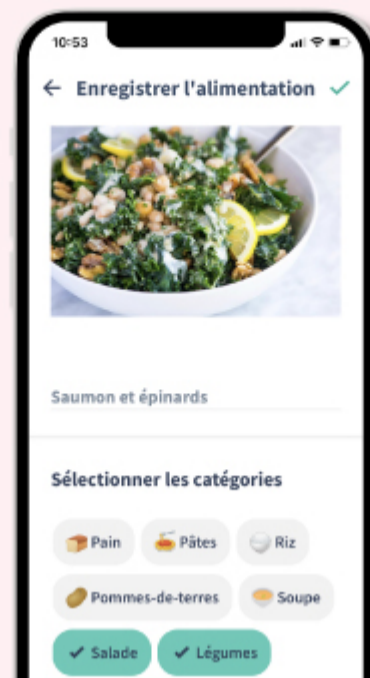 10:53
Enregistrer l'alimentation
Saumon et épinards
Sélectionner les catégories
Pain Pâtes Riz
Pommes-de-terres Soupe
Salade Légumes